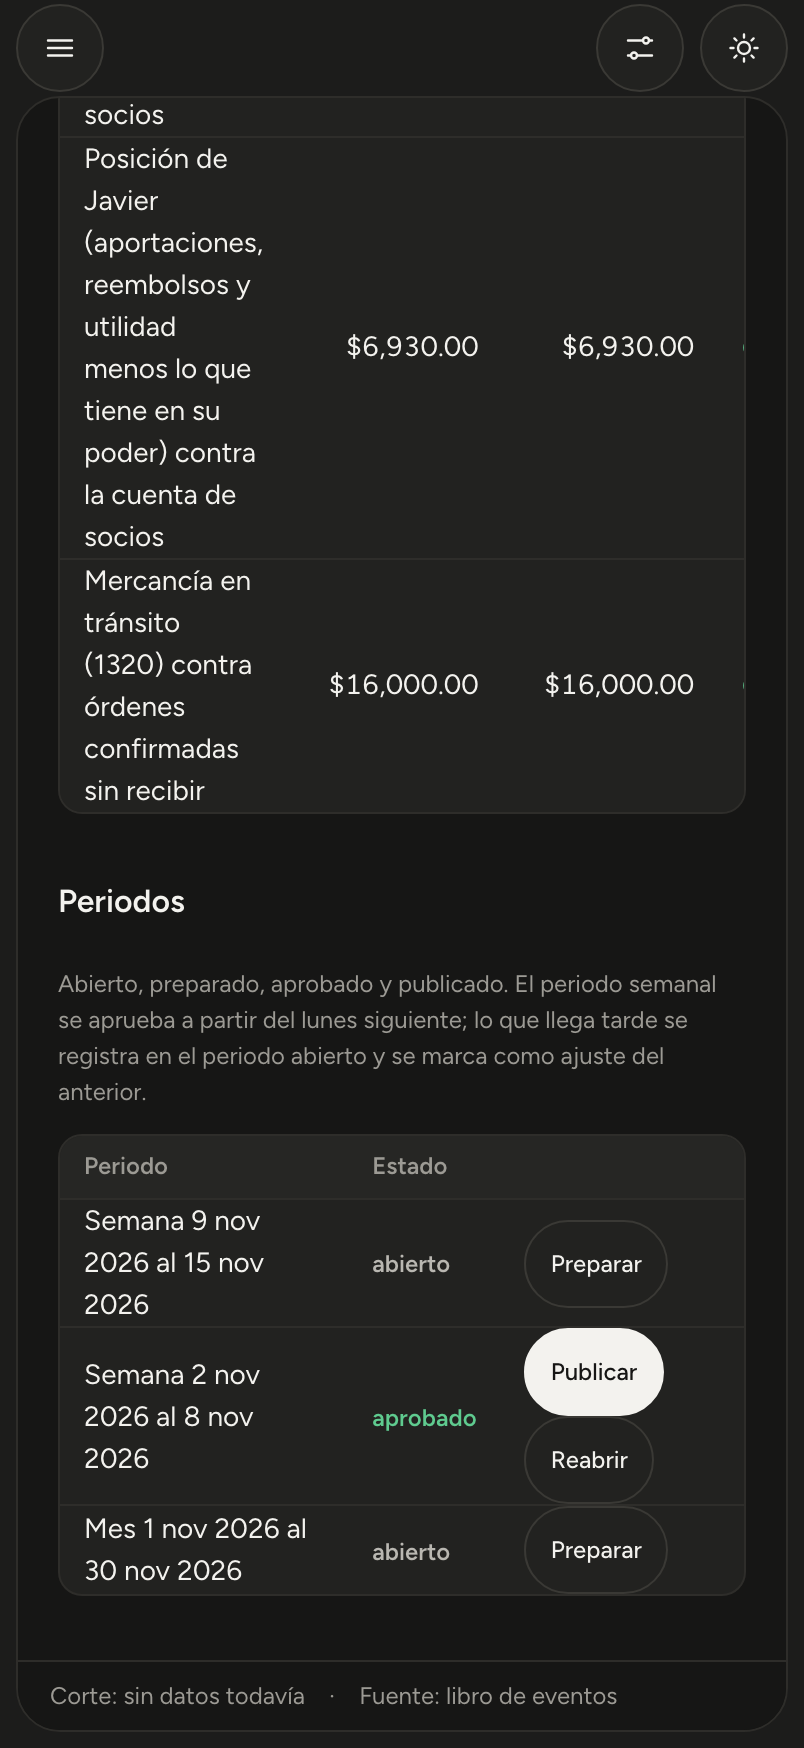 socios
Posición de
Javier
(aportaciones,
reembolsos y
utilidad
menos lo que
tiene en su
poder) contra
la cuenta de
socios
$6,930.00 $6,930.00
Mercancía en
tránsito
(1320) contra
órdenes
confirmadas
sin recibir
$16,000.00 $16,000.00
Periodos
Abierto, preparado, aprobado y publicado. El periodo semanal
se aprueba a partir del lunes siguiente; lo que llega tarde se
registra en el periodo abierto y se marca como ajuste del
anterior.
Periodo Estado
Semana 9 nov
2026 al 15 nov
2026
abierto
Preparar
Semana 2 nov
2026 al 8 nov
2026
aprobado
Publicar
Reabrir
Mes 1 nov 2026 al
30 nov 2026
abierto
Preparar
Corte: sin datos todavía · Fuente: libro de eventos